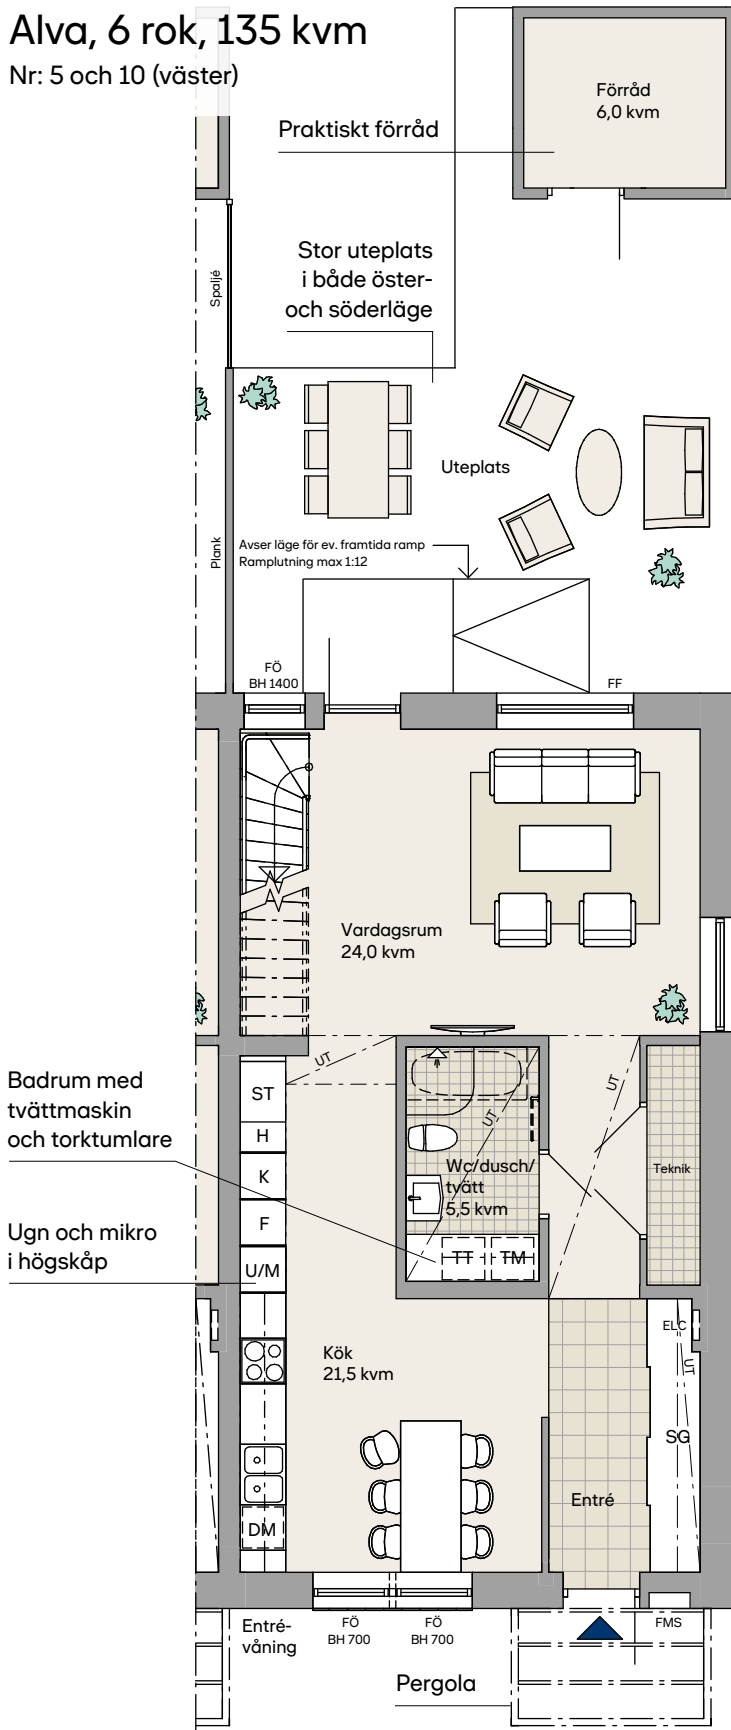 Alva, 6 rok, 135 kvm
Nr: 5 och 10 (väster)
Förråd
6,0 kvm
Praktiskt förråd
Stor uteplats
i både öster-
och söderläge
Spaljé
Uteplats
Plank
Avser läge för ev. framtida ramp
Ramplutning max 1:12
FÖ
BH 1400
FF
Vardagsrum
24,0 kvm
UT
UT
UT
Badrum med
tvättmaskin
och torktumlare
ST
H
K
F
U/M
Wc/dusch/
tvätt
5,5 kvm
TT
TM
Teknik
Ugn och mikro
i högskåp
Kök
21,5 kvm
ELC
UT
SG
Entré
DM
Entré-
våning
FÖ
BH 700
FÖ
BH 700
FMS
Pergola